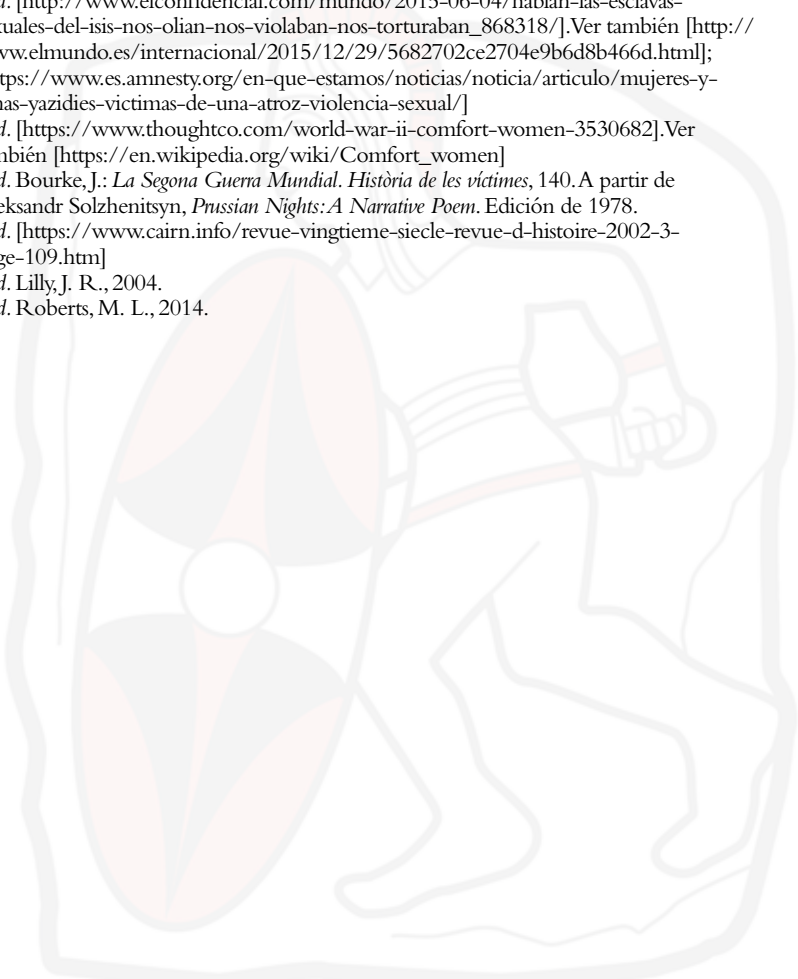 d. [http://www.elconfidencial.com/mundo/2015-06-04/hablan-las-esclavas-
xuales-del-isis-nos-olian-nos-violaban-nos-torturaban_868318/].Ver también [http://
ww.elmundo.es/internacional/2015/12/29/5682702ce2704e9b6d8b466d.html];
tps://www.es.amnesty.org/en-que-estamos/noticias/noticia/articulo/mujeres-y-
nas-yazidies-victimas-de-una-atroz-violencia-sexual/]
d. [https://www.thoughtco.com/world-war-ii-comfort-women-3530682].Ver
mbién [https://en.wikipedia.org/wiki/Comfort_women]
d. Bourke, J.: La Segona Guerra Mundial. Història de les víctimes, 140. A partir de
eksandr Solzhenitsyn, Prussian Nights: A Narrative Poem. Edición de 1978.
d. [https://www.cairn.info/revue-vingtieme-siecle-revue-d-histoire-2002-3-
ge-109.htm]
d. Lilly, J. R., 2004.
d. Roberts, M. L., 2014.